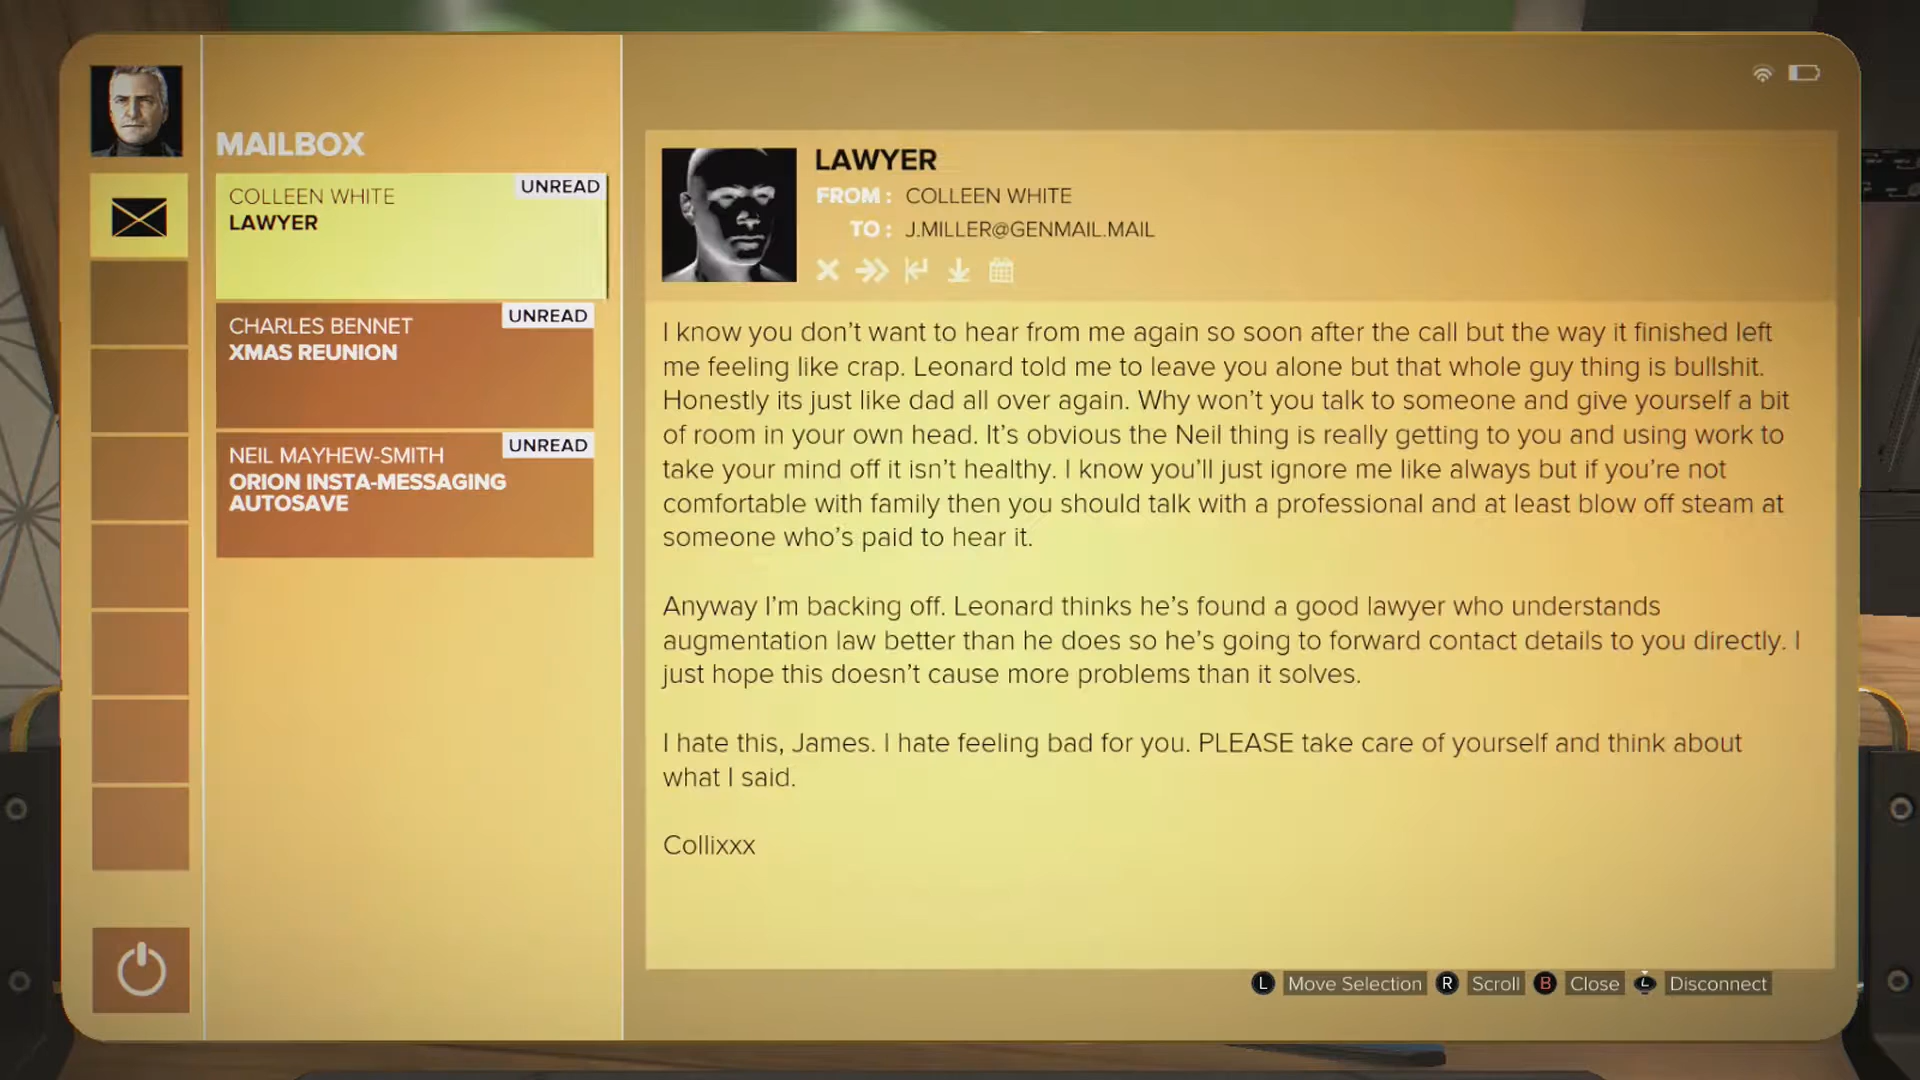 MAILBOX
COLLEEN WHITE
UNREAD
LAWYER
CHARLES BENNET
UNREAD
XMAS REUNION
NEIL MAYHEW-SMITH
UNREAD
ORION INSTA-MESSAGING
AUTOSAVE
LAWYER
FROM : COLLEEN WHITE
TO : J.MILLER@GENMAIL.MAIL
I know you don't want to hear from me again so soon after the call but the way it finished left
me feeling like crap. Leonard told me to leave you alone but that whole guy thing is bullshit.
Honestly its just like dad all over again. Why won't you talk to someone and give yourself a bit
of room in your own head. It's obvious the Neil thing is really getting to you and using work to
take your mind off it isn't healthy. I know you'll just ignore me like always but if you're not
comfortable with family then you should talk with a professional and at least blow off steam at
someone who's paid to hear it.
Anyway I'm backing off. Leonard thinks he's found a good lawyer who understands
augmentation law better than he does so he's going to forward contact details to you directly. I
just hope this doesn't cause more problems than it solves.
I hate this, James. I hate feeling bad for you. PLEASE take care of yourself and think about
what I said.
Collixxx
L Move Selection R Scroll B Close L Disconnect